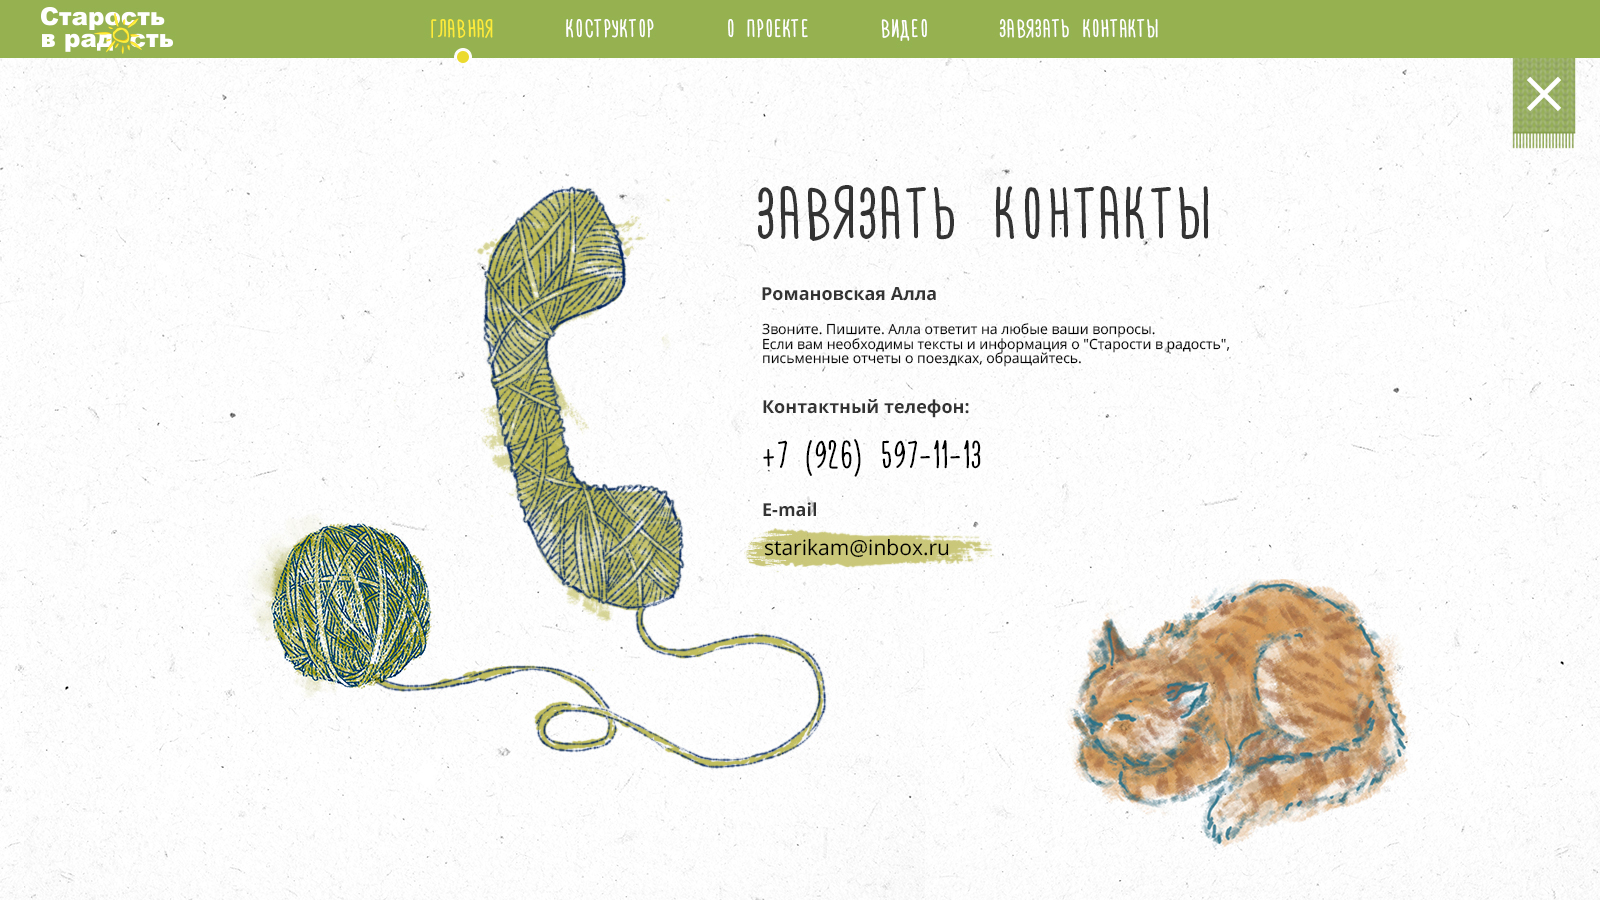 Старость
в радость
ГЛАВНАЯ
КОСТРУКТОР
О ПРОЕКТЕ
ВИДЕО
ЗАВЯЗАТЬ КОНТАКТЫ
ЗАВЯЗАТЬ КОНТАКТЫ
Романовская Алла
Звоните. Пишите. Алла ответит на любые ваши вопросы.
Если вам необходимы тексты и информация о "Старости в радость",
письменные отчеты о поездках, обращайтесь.
Контактный телефон:
+7 (926) 597-11-13
E-mail
starikam@inbox.ru